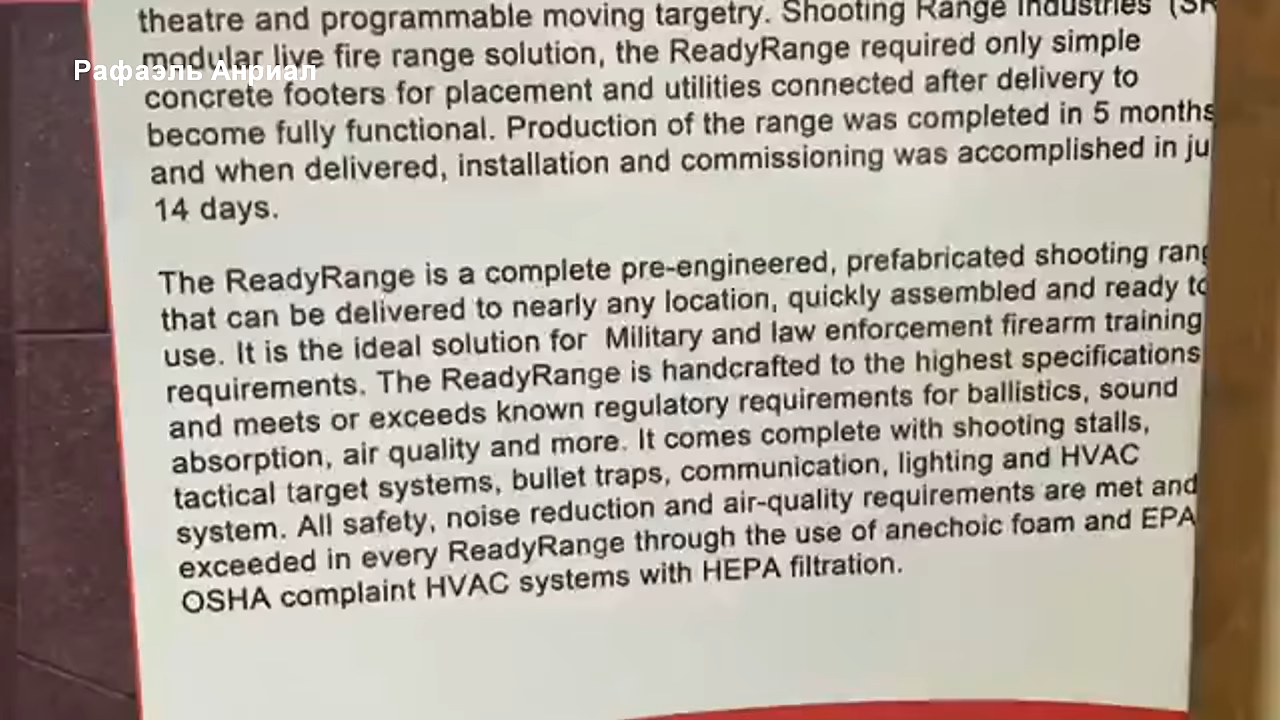 theatre and programmable moving targetry. Shooting Range Industries (SR
modular live fire range solution, the ReadyRange required only simple
Рафаэль Анриал
concrete footers for placement and utilities connected after delivery to
become fully functional. Production of the range was completed in 5 months
and when delivered, installation and commissioning was accomplished in ju
14 days.
The ReadyRange is a complete pre-engineered, prefabricated shooting rang
that can be delivered to nearly any location, quickly assembled and ready to
use. It is the ideal solution for Military and law enforcement firearm training
requirements. The ReadyRange is handcrafted to the highest specifications
and meets or exceeds known regulatory requirements for ballistics, sound
absorption, air quality and more. It comes complete with shooting stalls,
tactical target systems, bullet traps, communication, lighting and HVAC
system. All safety, noise reduction and air-quality requirements are met and
exceeded in every ReadyRange through the use of anechoic foam and EPA
OSHA complaint HVAC systems with HEPA filtration.